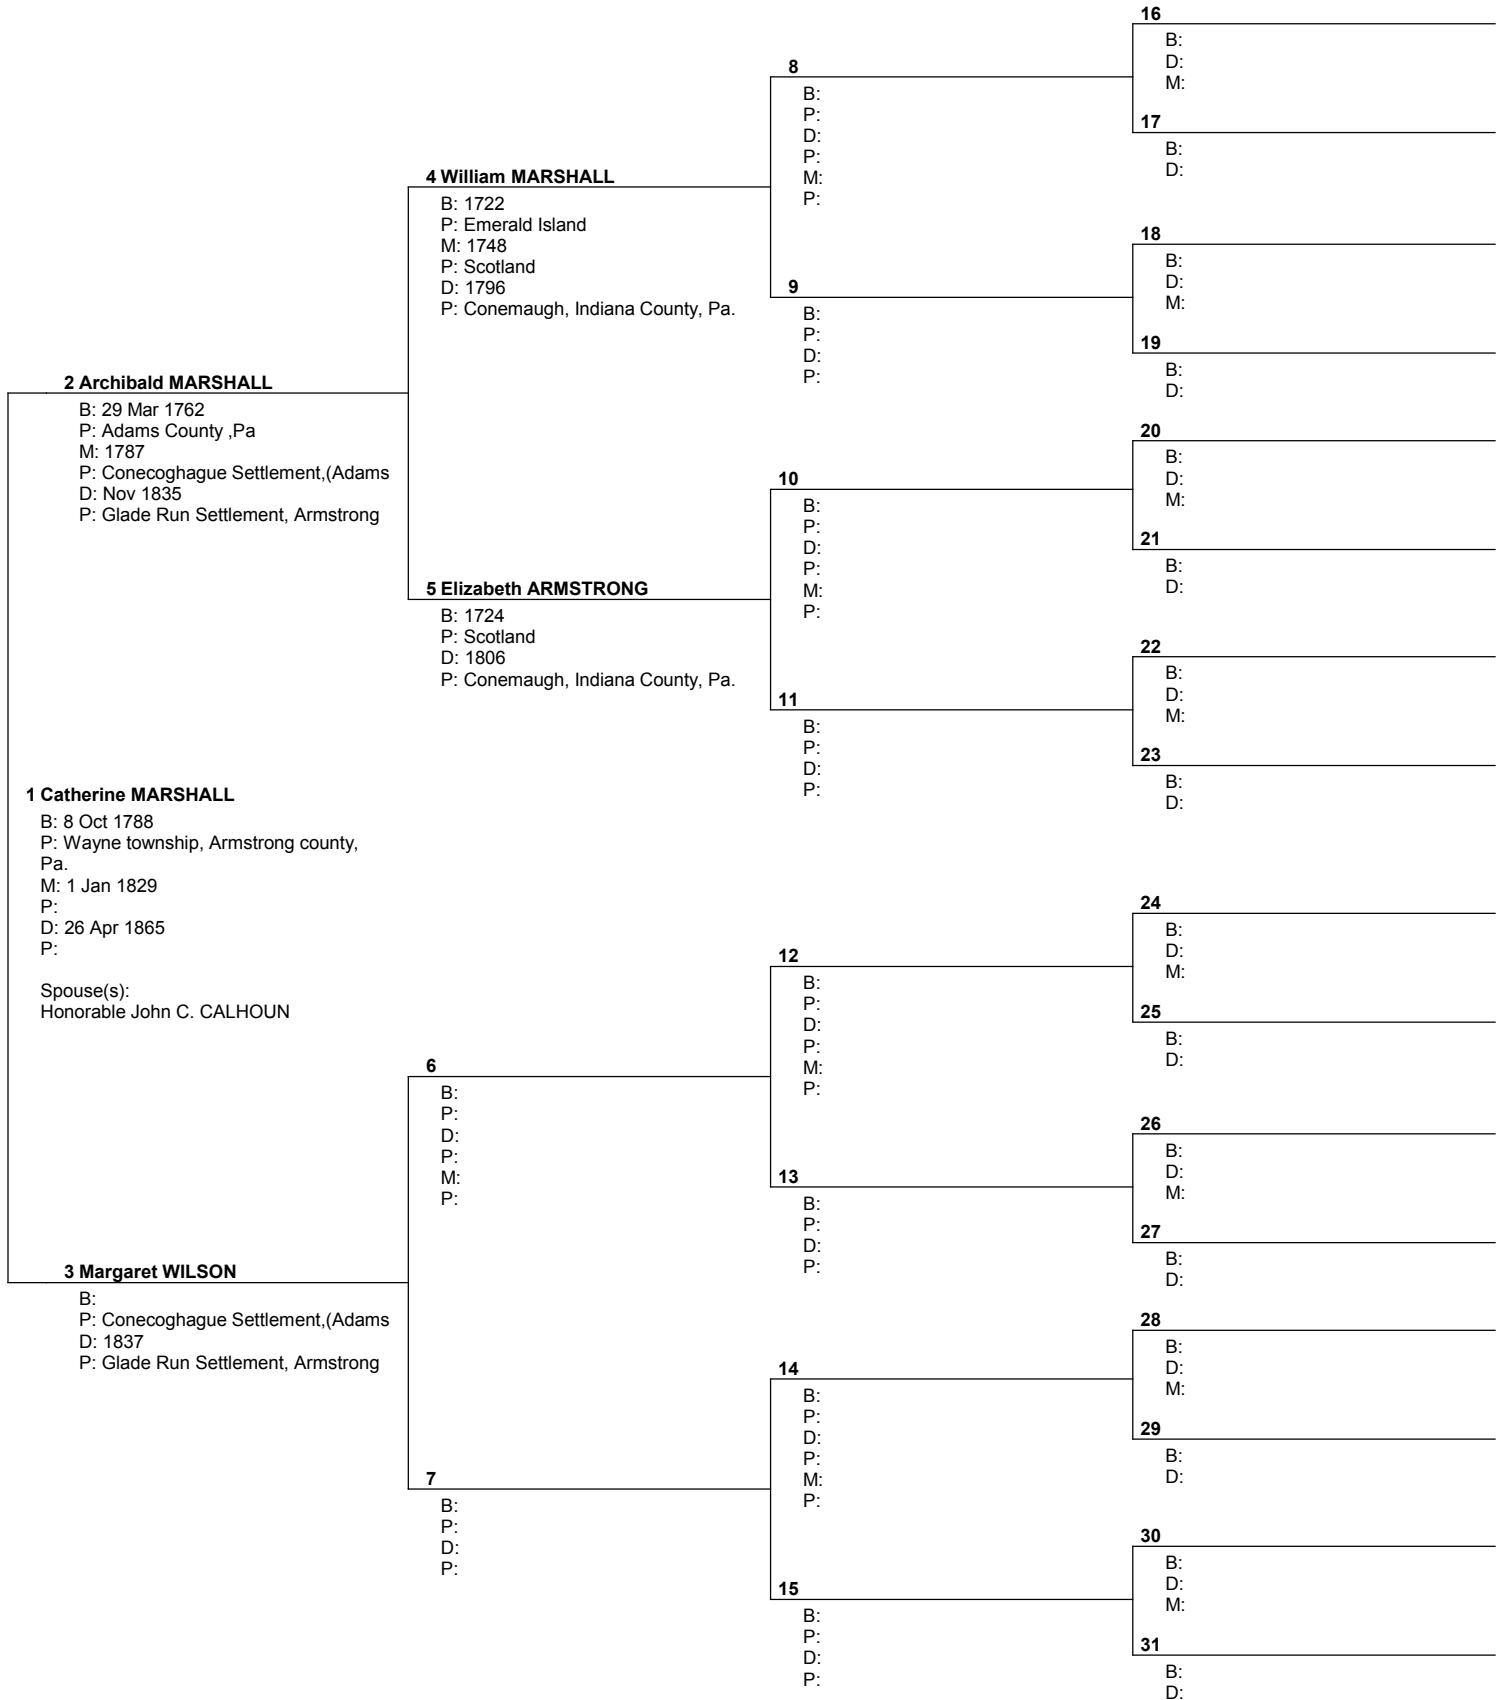 1 Catherine MARSHALL
B: 8 Oct 1788
P: Wayne township, Armstrong county,
Pa.
M: 1 Jan 1829
P:
D: 26 Apr 1865
P:
Spouse(s):
Honorable John C. CALHOUN
2 Archibald MARSHALL
B: 29 Mar 1762
P: Adams County ,Pa
M: 1787
P: Conecoghague Settlement,(Adams
D: Nov 1835
P: Glade Run Settlement, Armstrong
3 Margaret WILSON
B:
P: Conecoghague Settlement,(Adams
D: 1837
P: Glade Run Settlement, Armstrong
4 William MARSHALL
B: 1722
P: Emerald Island
M: 1748
P: Scotland
D: 1796
P: Conemaugh, Indiana County, Pa.
5 Elizabeth ARMSTRONG
B: 1724
P: Scotland
D: 1806
P: Conemaugh, Indiana County, Pa.
6
B:
P:
D:
P:
M:
P:
7
B:
P:
D:
P:
8
B:
P:
D:
P:
M:
P:
9
B:
P:
D:
P:
10
B:
P:
D:
P:
M:
P:
11
B:
P:
D:
P:
12
B:
P:
D:
P:
M:
P:
13
B:
P:
D:
P:
14
B:
P:
D:
P:
M:
P:
15
B:
P:
D:
P:
16
B:
D:
M:
17
B:
D:
18
B:
D:
M:
19
B:
D:
20
B:
D:
M:
21
B:
D:
22
B:
D:
M:
23
B:
D:
24
B:
D:
M:
25
B:
D:
26
B:
D:
M:
27
B:
D:
28
B:
D:
M:
29
B:
D:
30
B:
D:
M:
31
B:
D: